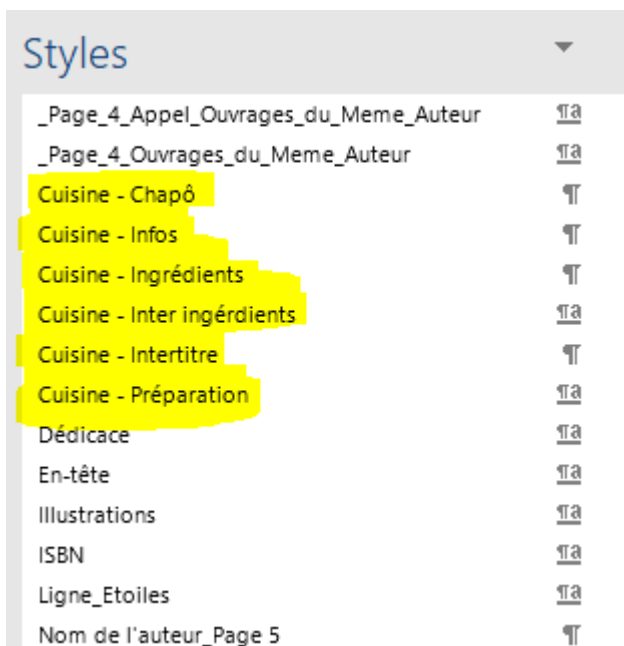 Styles
_Page_4_Appel_Ouvrages_du_Meme_Auteur ¶a
_Page_4_Ouvrages_du_Meme_Auteur ¶a
Cuisine - Chapô ¶
Cuisine - Infos ¶
Cuisine - Ingrédients ¶
Cuisine - Inter ingérdients ¶a
Cuisine - Intertitre ¶
Cuisine - Préparation ¶a
Dédicace ¶a
En-tête ¶a
Illustrations ¶a
ISBN ¶a
Ligne_Etoiles ¶a
Nom de l'auteur_Page 5 ¶